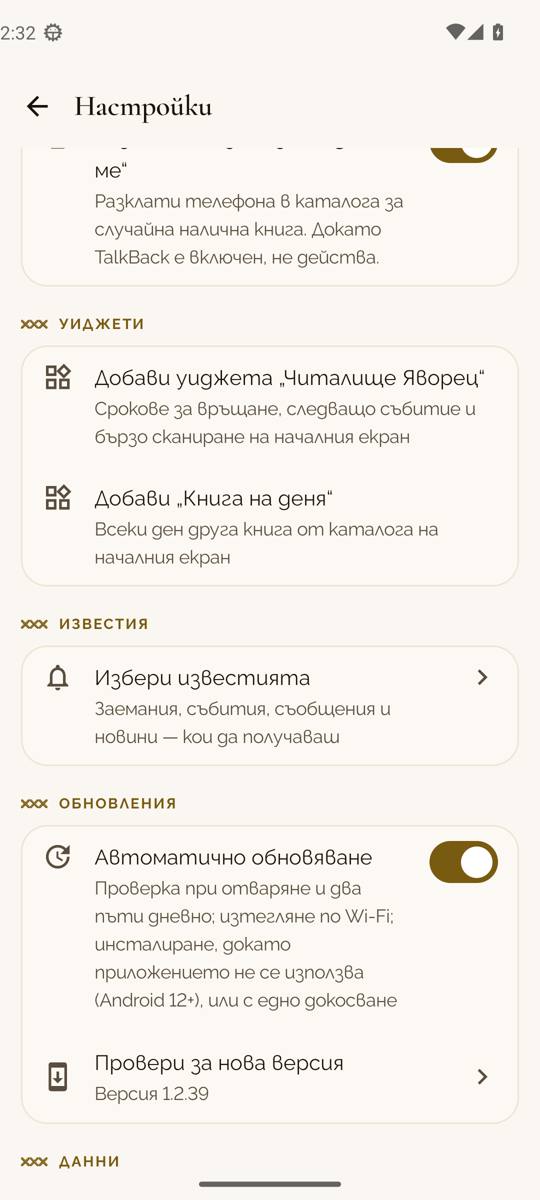 2:32
Настройки
ме“
Разклати телефона в каталога за
случайна налична книга. Докато
TalkBack е включен, не действа.
УИДЖЕТИ
Добави уиджета „Читалище Яворец“
Срокове за връщане, следващо събитие и
бързо сканиране на началния екран
Добави „Книга на деня“
Всеки ден друга книга от каталога на
началния екран
ИЗВЕСТИЯ
Избери известията
Заемания, събития, съобщения и
новини — кои да получаваш
ОБНОВЛЕНИЯ
Автоматично обновяване
Проверка при отваряне и два
пъти дневно; изтегляне по Wi-Fi;
инсталиране, докато
приложението не се използва
(Android 12+), или с едно докосване
Провери за нова версия
Версия 1.2.39
ДАННИ